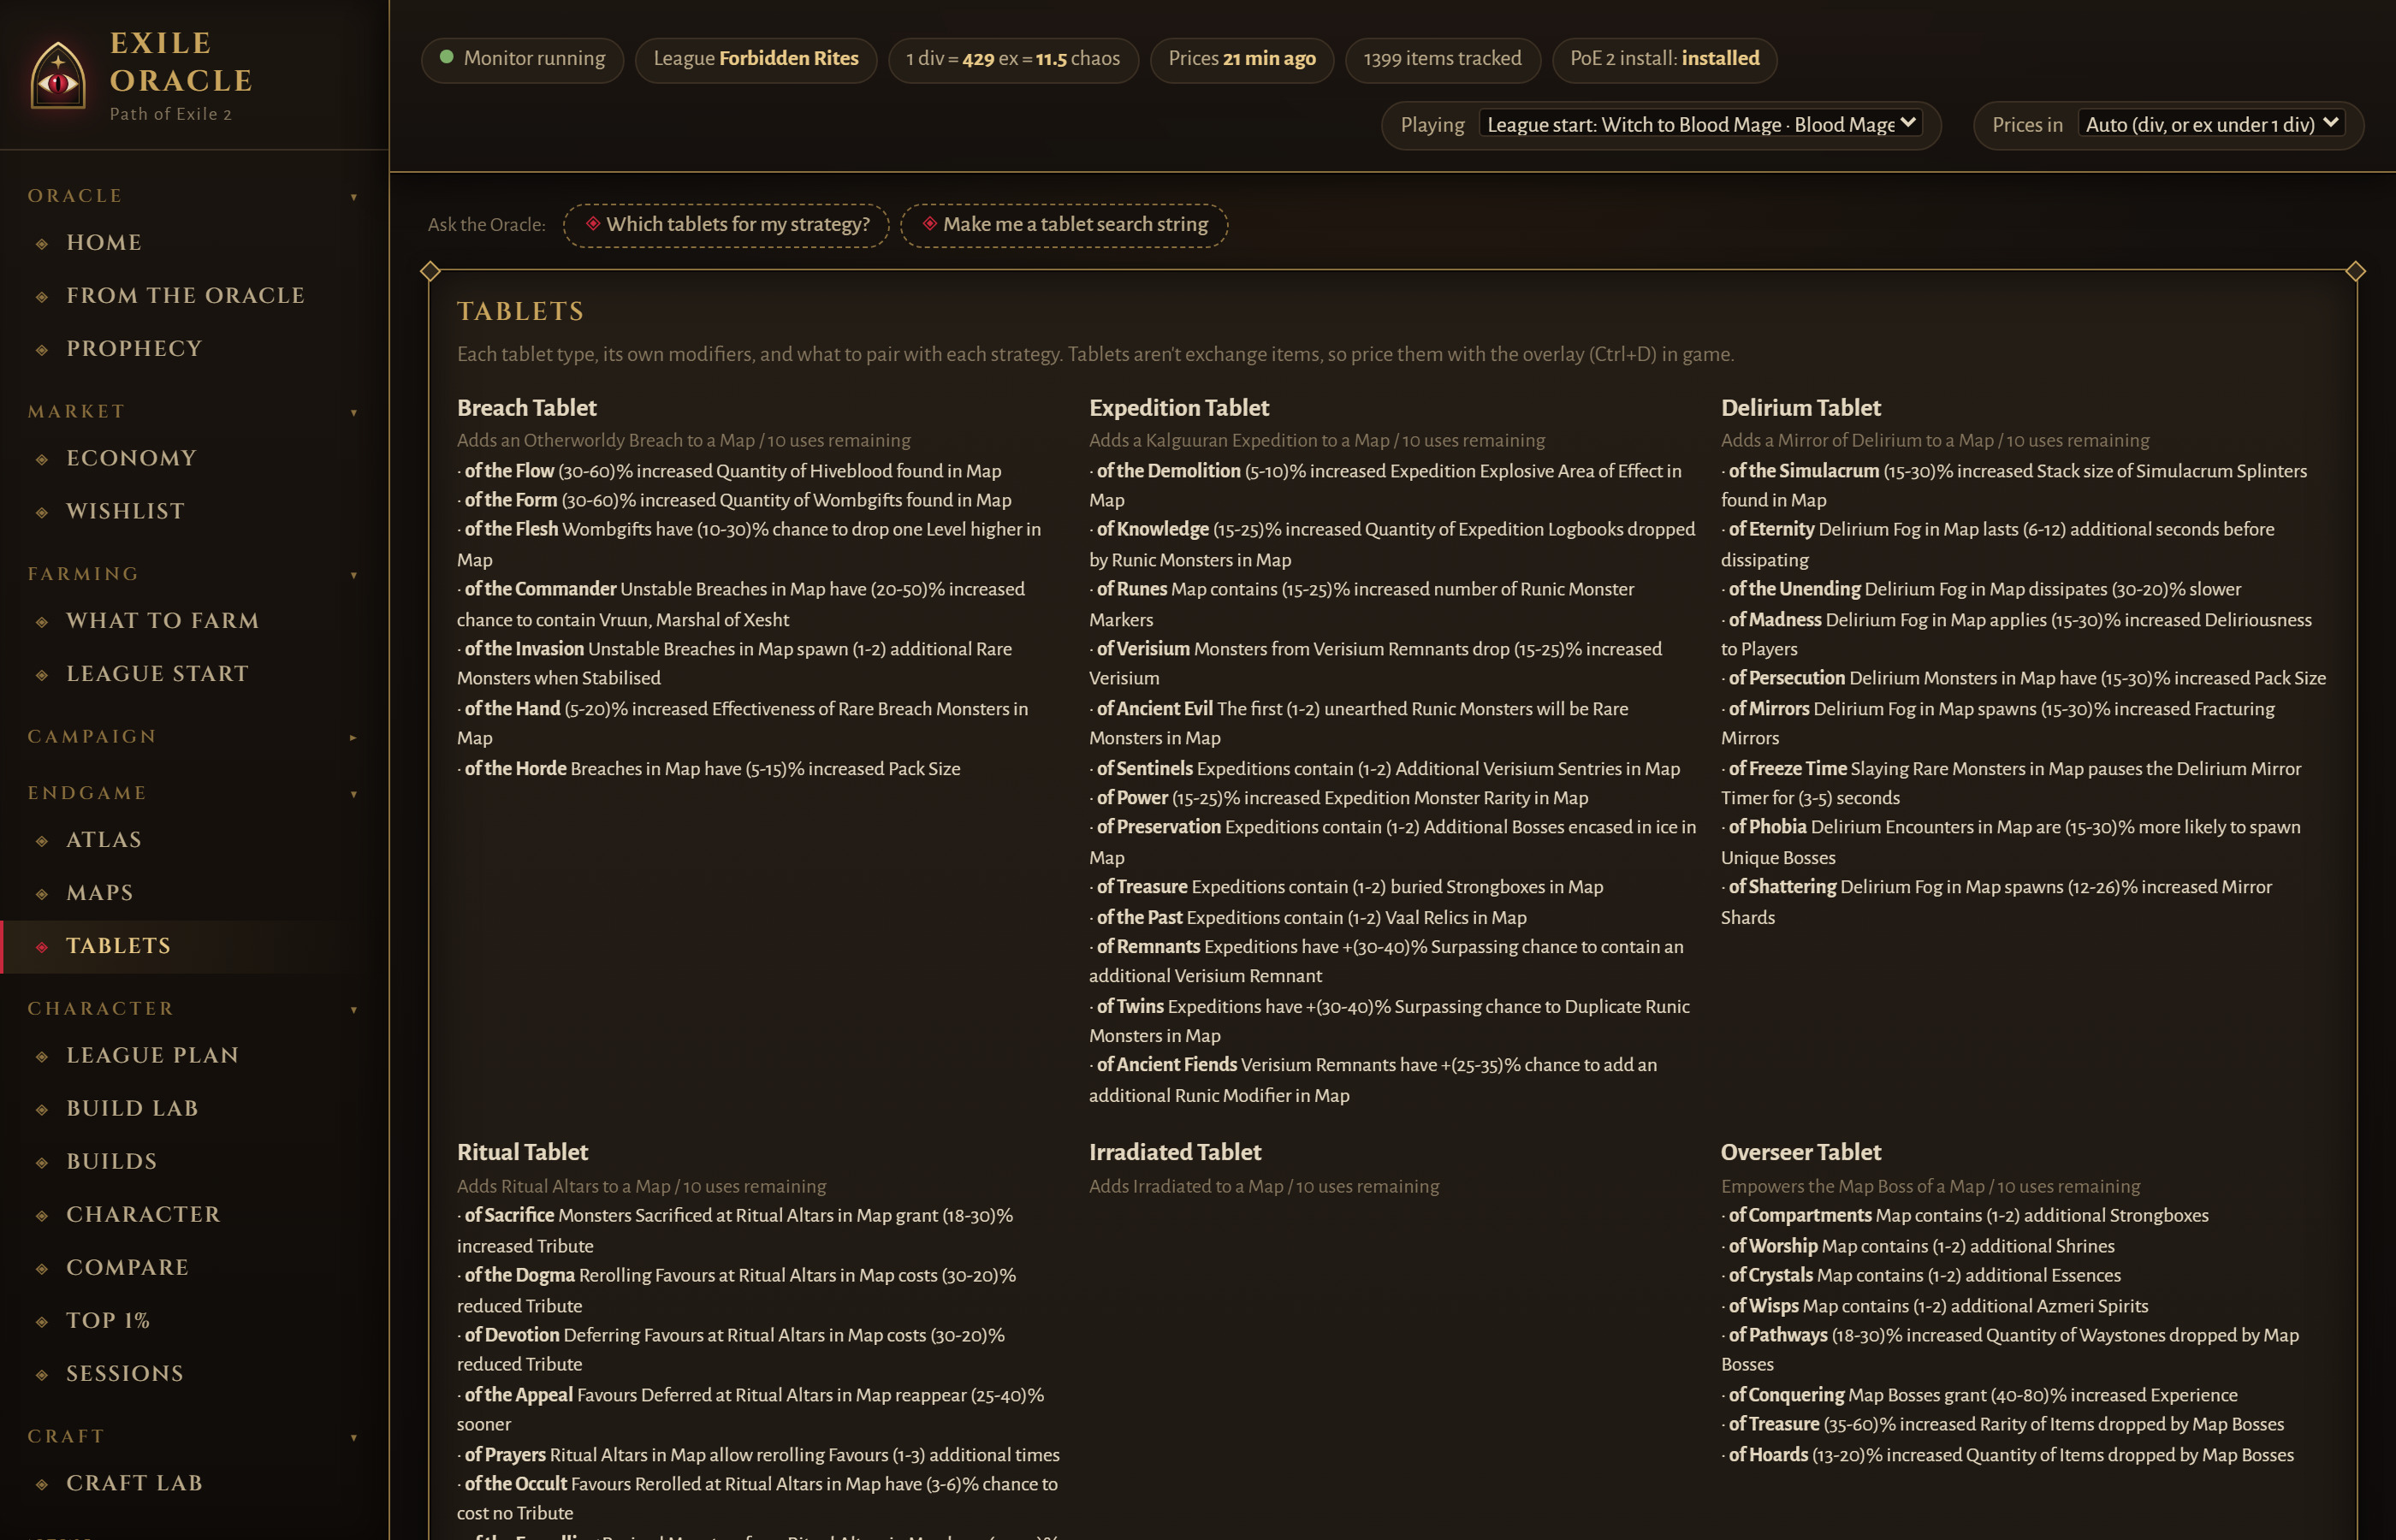 EXILE
ORACLE
Path of Exile 2
ORACLE
HOME
FROM THE ORACLE
PROPHECY
MARKET
ECONOMY
WISHLIST
FARMING
WHAT TO FARM
LEAGUE START
CAMPAIGN
ENDGAME
ATLAS
MAPS
TABLETS
CHARACTER
LEAGUE PLAN
BUILD LAB
BUILDS
CHARACTER
COMPARE
TOP 1%
SESSIONS
CRAFT
CRAFT LAB
Monitor running
League Forbidden Rites
1 div = 429 ex = 11.5 chaos
Prices 21 min ago
1399 items tracked
PoE 2 install: installed
Playing League start: Witch to Blood Mage · Blood Mage
Prices in Auto (div, or ex under 1 div)
Ask the Oracle:
Which tablets for my strategy?
Make me a tablet search string
TABLETS
Each tablet type, its own modifiers, and what to pair with each strategy. Tablets aren't exchange items, so price them with the overlay (Ctrl+D) in game.
Breach Tablet
Adds an Otherworldy Breach to a Map / 10 uses remaining
· of the Flow (30-60)% increased Quantity of Hiveblood found in Map
· of the Form (30-60)% increased Quantity of Wombgifts found in Map
· of the Flesh Wombgifts have (10-30)% chance to drop one Level higher in
Map
· of the Commander Unstable Breaches in Map have (20-50)% increased
chance to contain Vruun, Marshal of Xesht
· of the Invasion Unstable Breaches in Map spawn (1-2) additional Rare
Monsters when Stabilised
· of the Hand (5-20)% increased Effectiveness of Rare Breach Monsters in
Map
· of the Horde Breaches in Map have (5-15)% increased Pack Size
Expedition Tablet
Adds a Kalguuran Expedition to a Map / 10 uses remaining
· of the Demolition (5-10)% increased Expedition Explosive Area of Effect in
Map
· of Knowledge (15-25)% increased Quantity of Expedition Logbooks dropped
by Runic Monsters in Map
· of Runes Map contains (15-25)% increased number of Runic Monster
Markers
· of Verisium Monsters from Verisium Remnants drop (15-25)% increased
Verisium
· of Ancient Evil The first (1-2) unearthed Runic Monsters will be Rare
Monsters in Map
· of Sentinels Expeditions contain (1-2) Additional Verisium Sentries in Map
· of Power (15-25)% increased Expedition Monster Rarity in Map
· of Preservation Expeditions contain (1-2) Additional Bosses encased in ice in
Map
· of Treasure Expeditions contain (1-2) buried Strongboxes in Map
· of the Past Expeditions contain (1-2) Vaal Relics in Map
· of Remnants Expeditions have +(30-40)% Surpassing chance to contain an
additional Verisium Remnant
· of Twins Expeditions have +(30-40)% Surpassing chance to Duplicate Runic
Monsters in Map
· of Ancient Fiends Verisium Remnants have +(25-35)% chance to add an
additional Runic Modifier in Map
Delirium Tablet
Adds a Mirror of Delirium to a Map / 10 uses remaining
· of the Simulacrum (15-30)% increased Stack size of Simulacrum Splinters
found in Map
· of Eternity Delirium Fog in Map lasts (6-12) additional seconds before
dissipating
· of the Unending Delirium Fog in Map dissipates (30-20)% slower
· of Madness Delirium Fog in Map applies (15-30)% increased Deliriousness
to Players
· of Persecution Delirium Monsters in Map have (15-30)% increased Pack Size
· of Mirrors Delirium Fog in Map spawns (15-30)% increased Fracturing
Mirrors
· of Freeze Time Slaying Rare Monsters in Map pauses the Delirium Mirror
Timer for (3-5) seconds
· of Phobia Delirium Encounters in Map are (15-30)% more likely to spawn
Unique Bosses
· of Shattering Delirium Fog in Map spawns (12-26)% increased Mirror
Shards
Ritual Tablet
Adds Ritual Altars to a Map / 10 uses remaining
· of Sacrifice Monsters Sacrificed at Ritual Altars in Map grant (18-30)%
increased Tribute
· of the Dogma Rerolling Favours at Ritual Altars in Map costs (30-20)%
reduced Tribute
· of Devotion Deferring Favours at Ritual Altars in Map costs (30-20)%
reduced Tribute
· of the Appeal Favours Deferred at Ritual Altars in Map reappear (25-40)%
sooner
· of Prayers Ritual Altars in Map allow rerolling Favours (1-3) additional times
· of the Occult Favours Rerolled at Ritual Altars in Map have (3-6)% chance to
cost no Tribute
Irradiated Tablet
Adds Irradiated to a Map / 10 uses remaining
Overseer Tablet
Empowers the Map Boss of a Map / 10 uses remaining
· of Compartments Map contains (1-2) additional Strongboxes
· of Worship Map contains (1-2) additional Shrines
· of Crystals Map contains (1-2) additional Essences
· of Wisps Map contains (1-2) additional Azmeri Spirits
· of Pathways (18-30)% increased Quantity of Waystones dropped by Map
Bosses
· of Conquering Map Bosses grant (40-80)% increased Experience
· of Treasure (35-60)% increased Rarity of Items dropped by Map Bosses
· of Hoards (13-20)% increased Quantity of Items dropped by Map Bosses